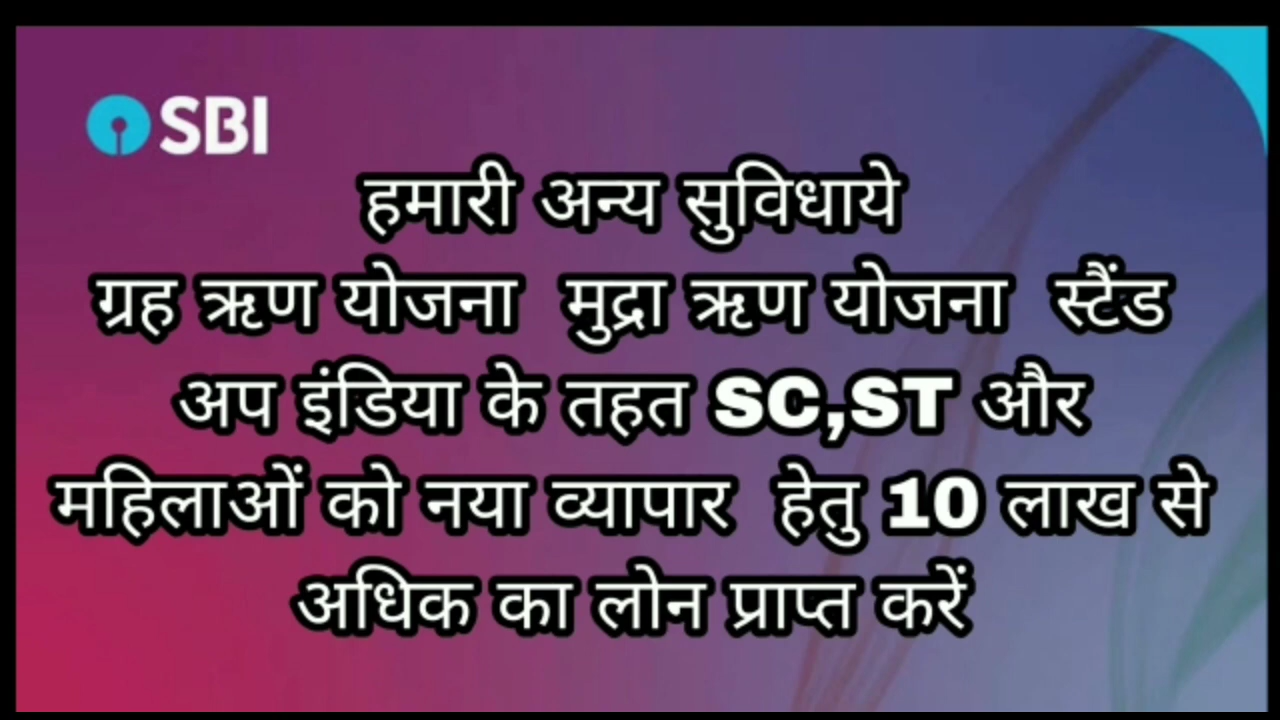 SBI
हमारी अन्य सुविधाये
ग्रह ऋण योजना मुद्रा ऋण योजना स्टैंड
अप इंडिया के तहत SC,ST और
महिलाओं को नया व्यापार हेतु 10 लाख से
अधिक का लोन प्राप्त करें